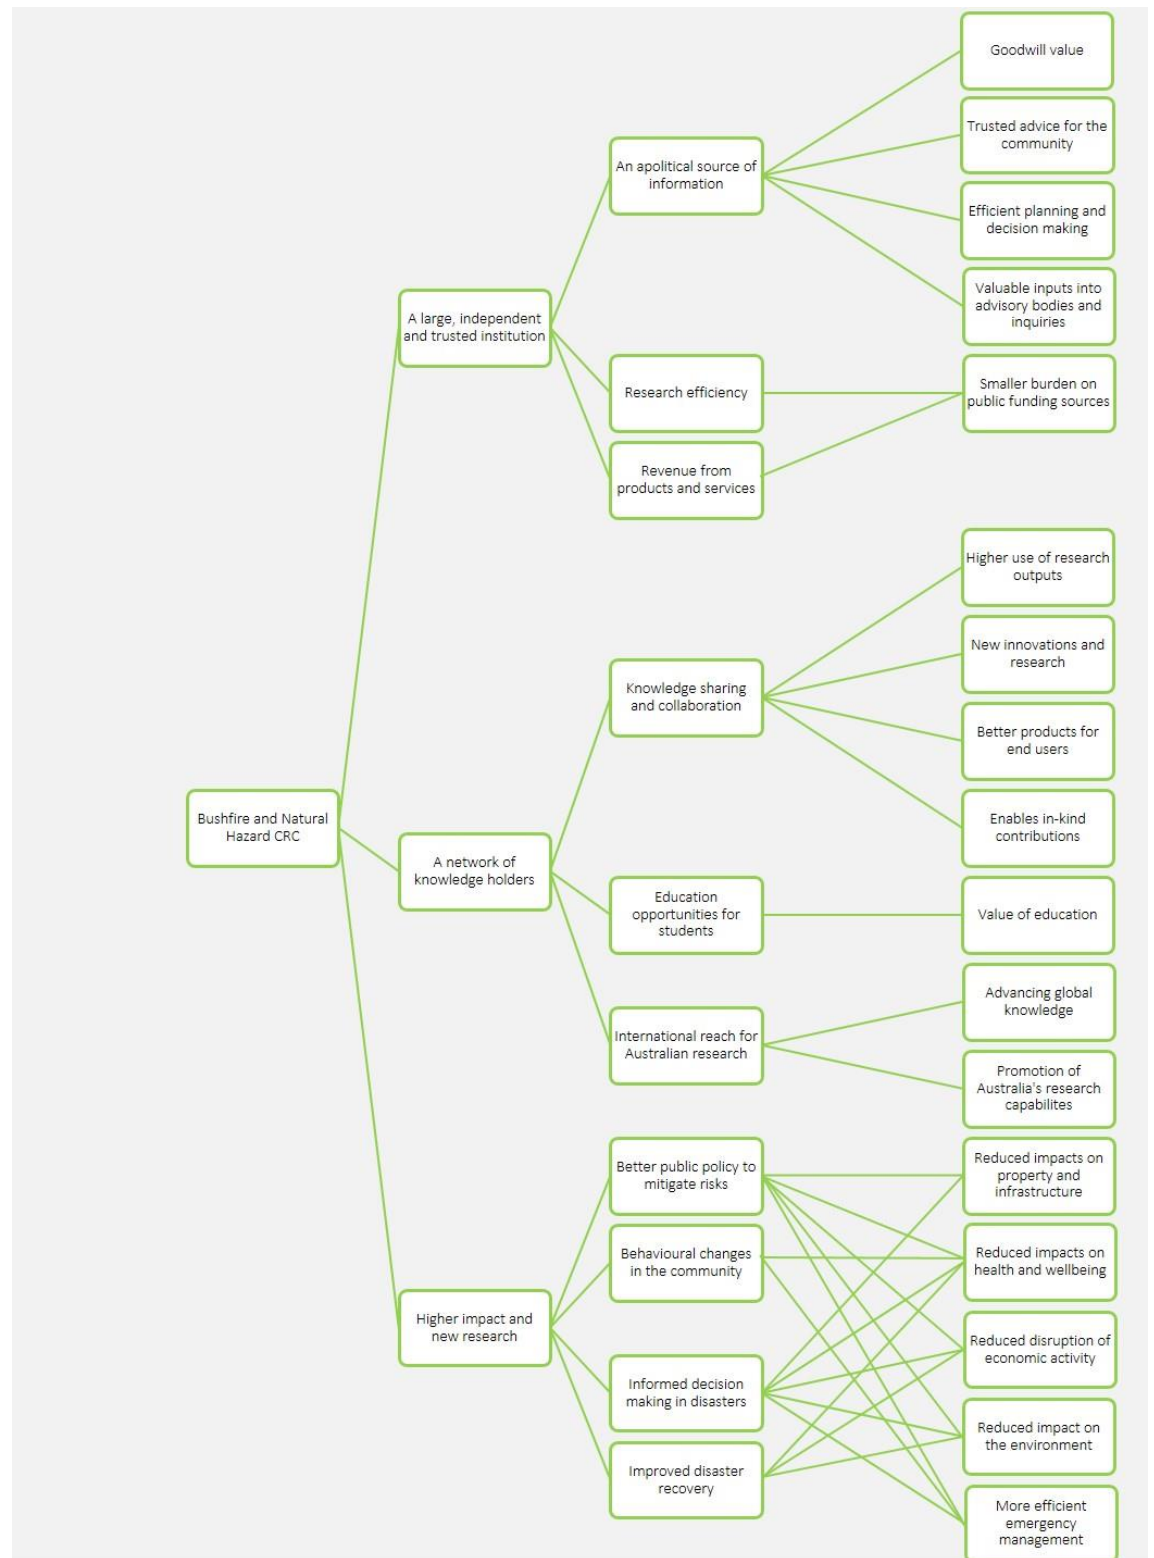 Goodwill value
Trusted advice for the
community
An apolitical source of
information
Efficient planning and
decision making
Valuable inputs into
advisory bodies and
inquiries
A large, independent
and trusted institution
Research efficiency
Smaller burden on
public funding sources
Revenue from
products and services
Higher use of research
outputs
New innovations and
research
Knowledge sharing
and collaboration
Better products for
end users
Enables in-kind
contributions
Bushfire and Natural
Hazard CRC
A network of
knowledge holders
Education
opportunities for
students
Value of education
Advancing global
knowledge
International reach for
Australian research
Promotion of
Australia's research
capabilites
Better public policy to
mitigate risks
Reduced impacts on
property and
infrastructure
Behavioural changes
in the community
Reduced impacts on
health and wellbeing
Higher impact and
new research
Reduced disruption of
economic activity
Informed decision
making in disasters
Reduced impact on
the environment
Improved disaster
recovery
More efficient
emergency
management